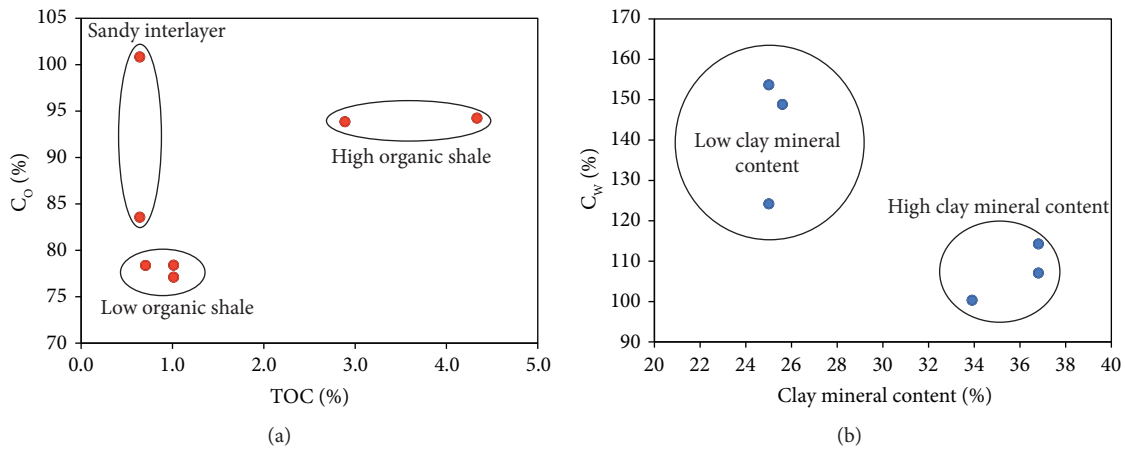 105
100
95
90
85
80
75
70
C_O (%)
Sandy interlayer
High organic shale
Low organic shale
0.0 1.0 2.0 3.0 4.0 5.0
TOC (%)
(a)
170
160
150
140
130
120
110
100
90
C_W (%)
Low clay mineral
content
High clay mineral content
20 22 24 26 28 30 32 34 36 38 40
Clay mineral content (%)
(b)